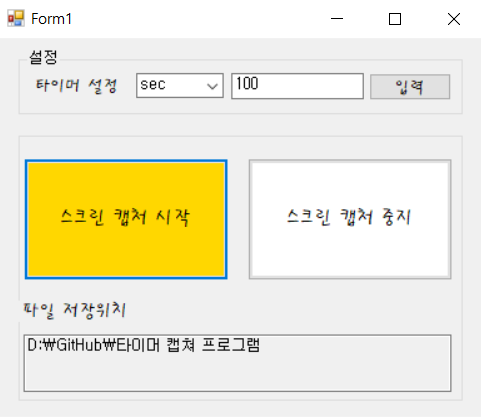 Form1
설정
타이머 설정 sec 100 입력
스크린 캡처 시작 스크린 캡처 중지
파일 저장위치
D:₩GitHub₩타이머 캡쳐 프로그램